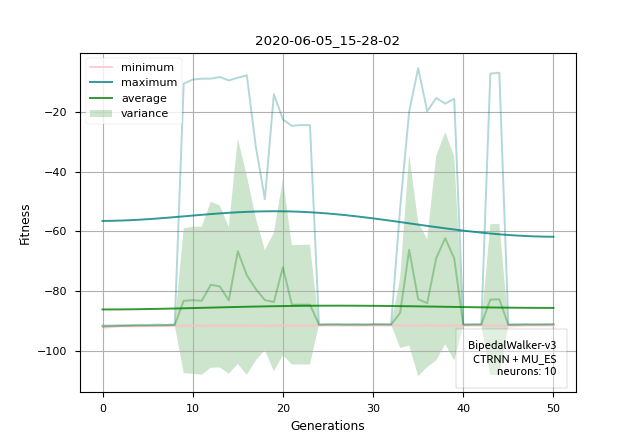 2020-06-05_15-28-02
minimum
maximum
average
variance
Fitness
−20
−40
−60
−80
−100
BipedalWalker-v3
CTRNN + MU_ES
neurons: 10
0
10
20
30
40
50
Generations